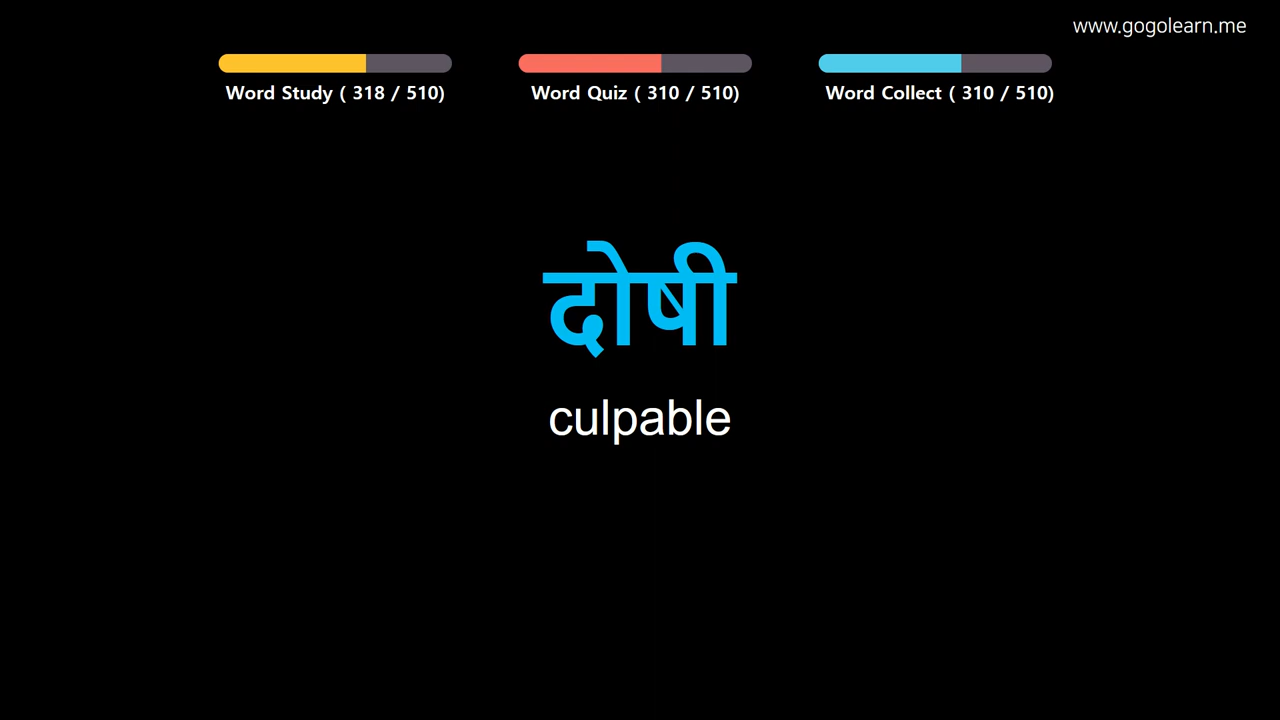 www.gogolearn.me
Word Study ( 318 / 510)
Word Quiz ( 310 / 510)
Word Collect ( 310 / 510)
दोषी
culpable